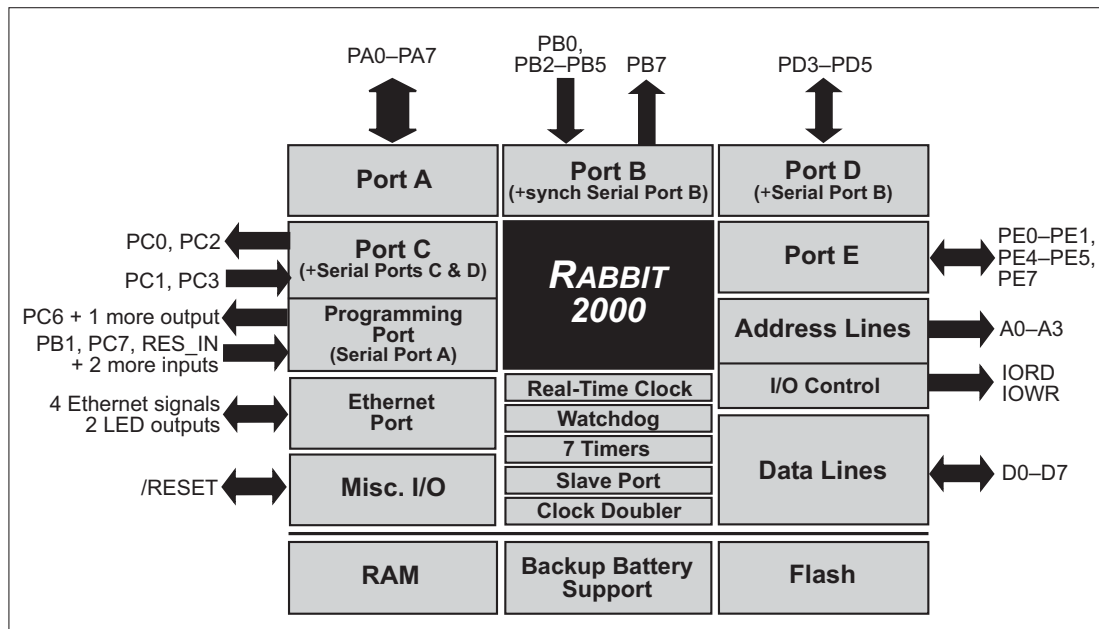 PA0–PA7
PB0,
PB2–PB5
PB7
PD3–PD5
Port A
Port B
(+synch Serial Port B)
Port D
(+Serial Port B)
PC0, PC2
PC1, PC3
Port C
(+Serial Ports C & D)
RABBIT
2000
Port E
PE0–PE1,
PE4–PE5,
PE7
PC6 + 1 more output
PB1, PC7, RES_IN
+ 2 more inputs
Programming
Port
(Serial Port A)
Address Lines
A0–A3
I/O Control
IORD
IOWR
4 Ethernet signals
2 LED outputs
Ethernet
Port
Real-Time Clock
Watchdog
7 Timers
Slave Port
Clock Doubler
Data Lines
D0–D7
/RESET
Misc. I/O
RAM
Backup Battery
Support
Flash